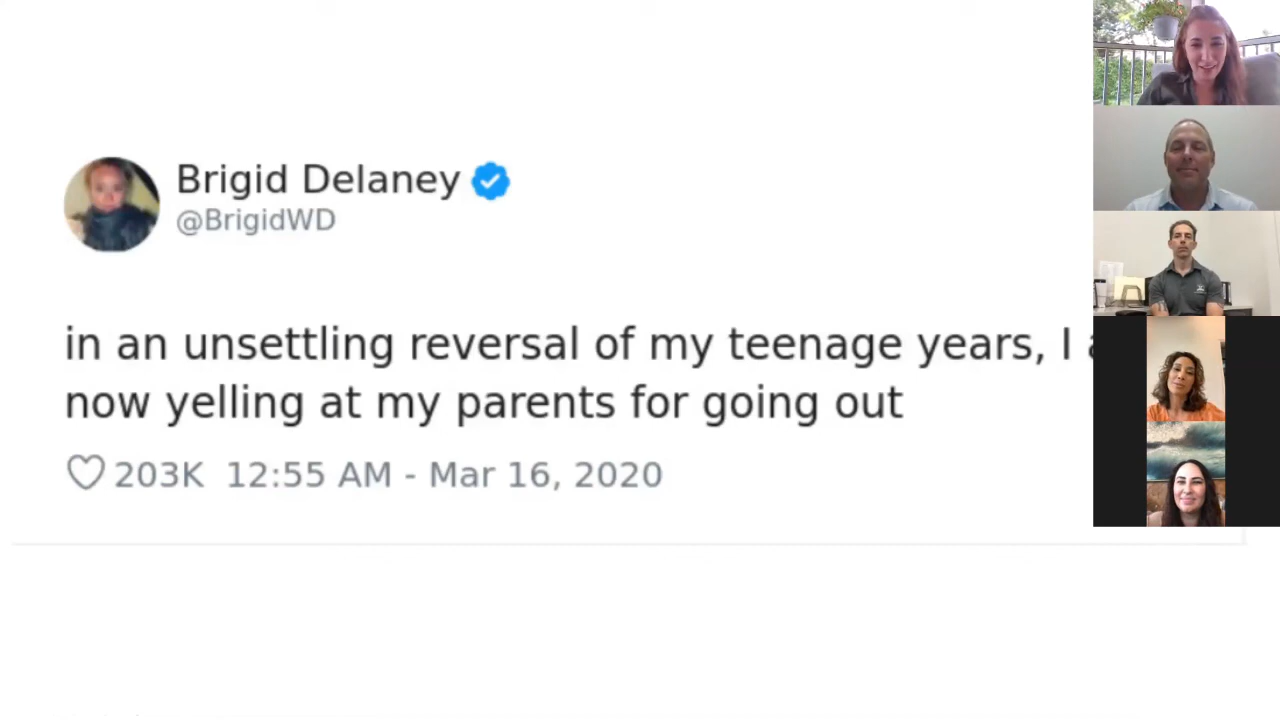 Brigid Delaney
@BrigidWD
in an unsettling reversal of my teenage years, I
now yelling at my parents for going out
203K 12:55 AM - Mar 16, 2020